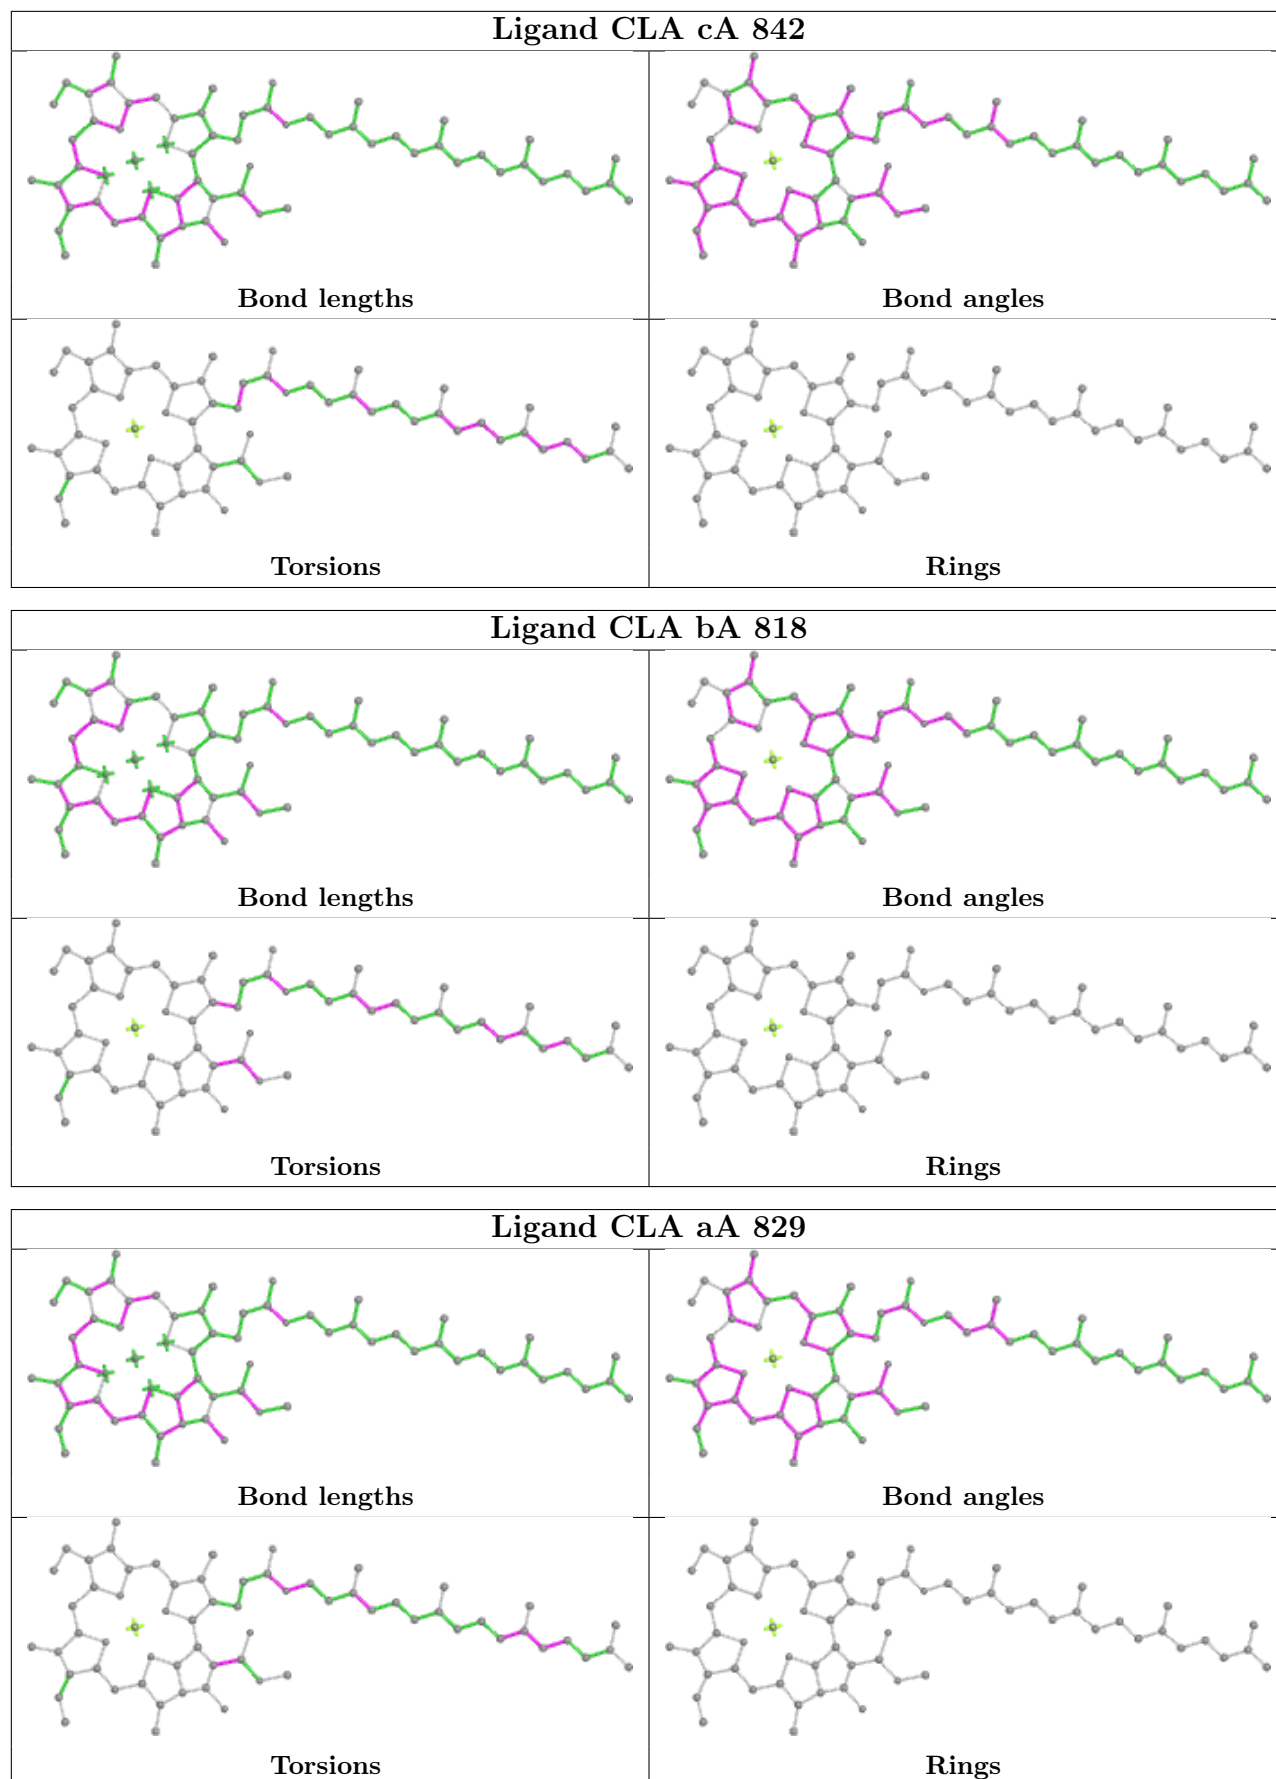 Ligand CLA cA 842
Bond lengths
Bond angles
Torsions
Rings
Ligand CLA bA 818
Bond lengths
Bond angles
Torsions
Rings
Ligand CLA aA 829
Bond lengths
Bond angles
Torsions
Rings